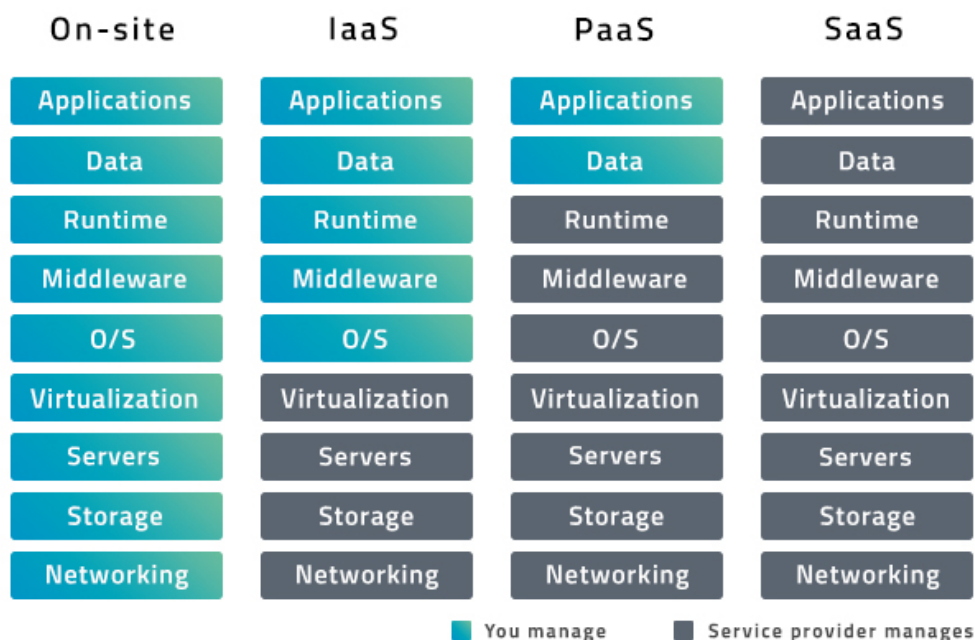 On-site IaaS PaaS SaaS
Applications Applications Applications Applications
Data Data Data Data
Runtime Runtime Runtime Runtime
Middleware Middleware Middleware Middleware
O/S O/S O/S O/S
Virtualization Virtualization Virtualization Virtualization
Servers Servers Servers Servers
Storage Storage Storage Storage
Networking Networking Networking Networking
You manage Service provider manages